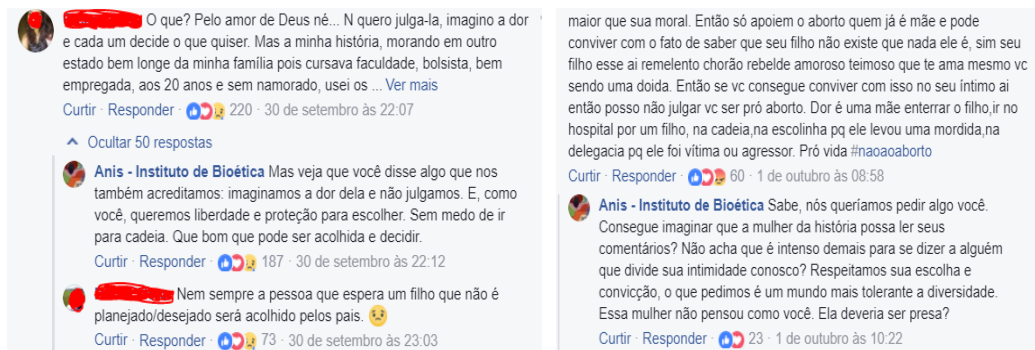 O que? Pelo amor de Deus né... N quero julga-la, imagino a dor
e cada um decide o que quiser. Mas a minha história, morando em outro
estado bem longe da minha família pois cursava faculdade, bolsista, bem
empregada, aos 20 anos e sem namorado, usei os ... Ver mais
Curtir · Responder · 220 · 30 de setembro às 22:07
Ocultar 50 respostas
Anis - Instituto de Bioética Mas veja que você disse algo que nos
também acreditamos: imaginamos a dor dela e não julgamos. E, como
você, queremos liberdade e proteção para escolher. Sem medo de ir
para cadeia. Que bom que pode ser acolhida e decidir.
Curtir · Responder · 187 · 30 de setembro às 22:12
Nem sempre a pessoa que espera um filho que não é
planejado/desejado será acolhido pelos pais.
Curtir · Responder · 73 · 30 de setembro às 23:03
maior que sua moral. Então só apoiem o aborto quem já é mãe e pode
conviver com o fato de saber que seu filho não existe que nada ele é, sim seu
filho esse ai remelento chorão rebelde amoroso teimoso que te ama mesmo vc
sendo uma doida. Então se vc consegue conviver com isso no seu íntimo ai
então posso não julgar vc ser pró aborto. Dor é uma mãe enterrar o filho,ir no
hospital por um filho, na cadeia,na escolinha pq ele levou uma mordida,na
delegacia pq ele foi vítima ou agressor. Pró vida #naoaoaborto
Curtir · Responder · 60 · 1 de outubro às 08:58
Anis - Instituto de Bioética Sabe, nós queríamos pedir algo você.
Consegue imaginar que a mulher da história possa ler seus
comentários? Não acha que é intenso demais para se dizer a alguém
que divide sua intimidade conosco? Respeitamos sua escolha e
convicção, o que pedimos é um mundo mais tolerante a diversidade.
Essa mulher não pensou como você. Ela deveria ser presa?
Curtir · Responder · 23 · 1 de outubro às 10:22